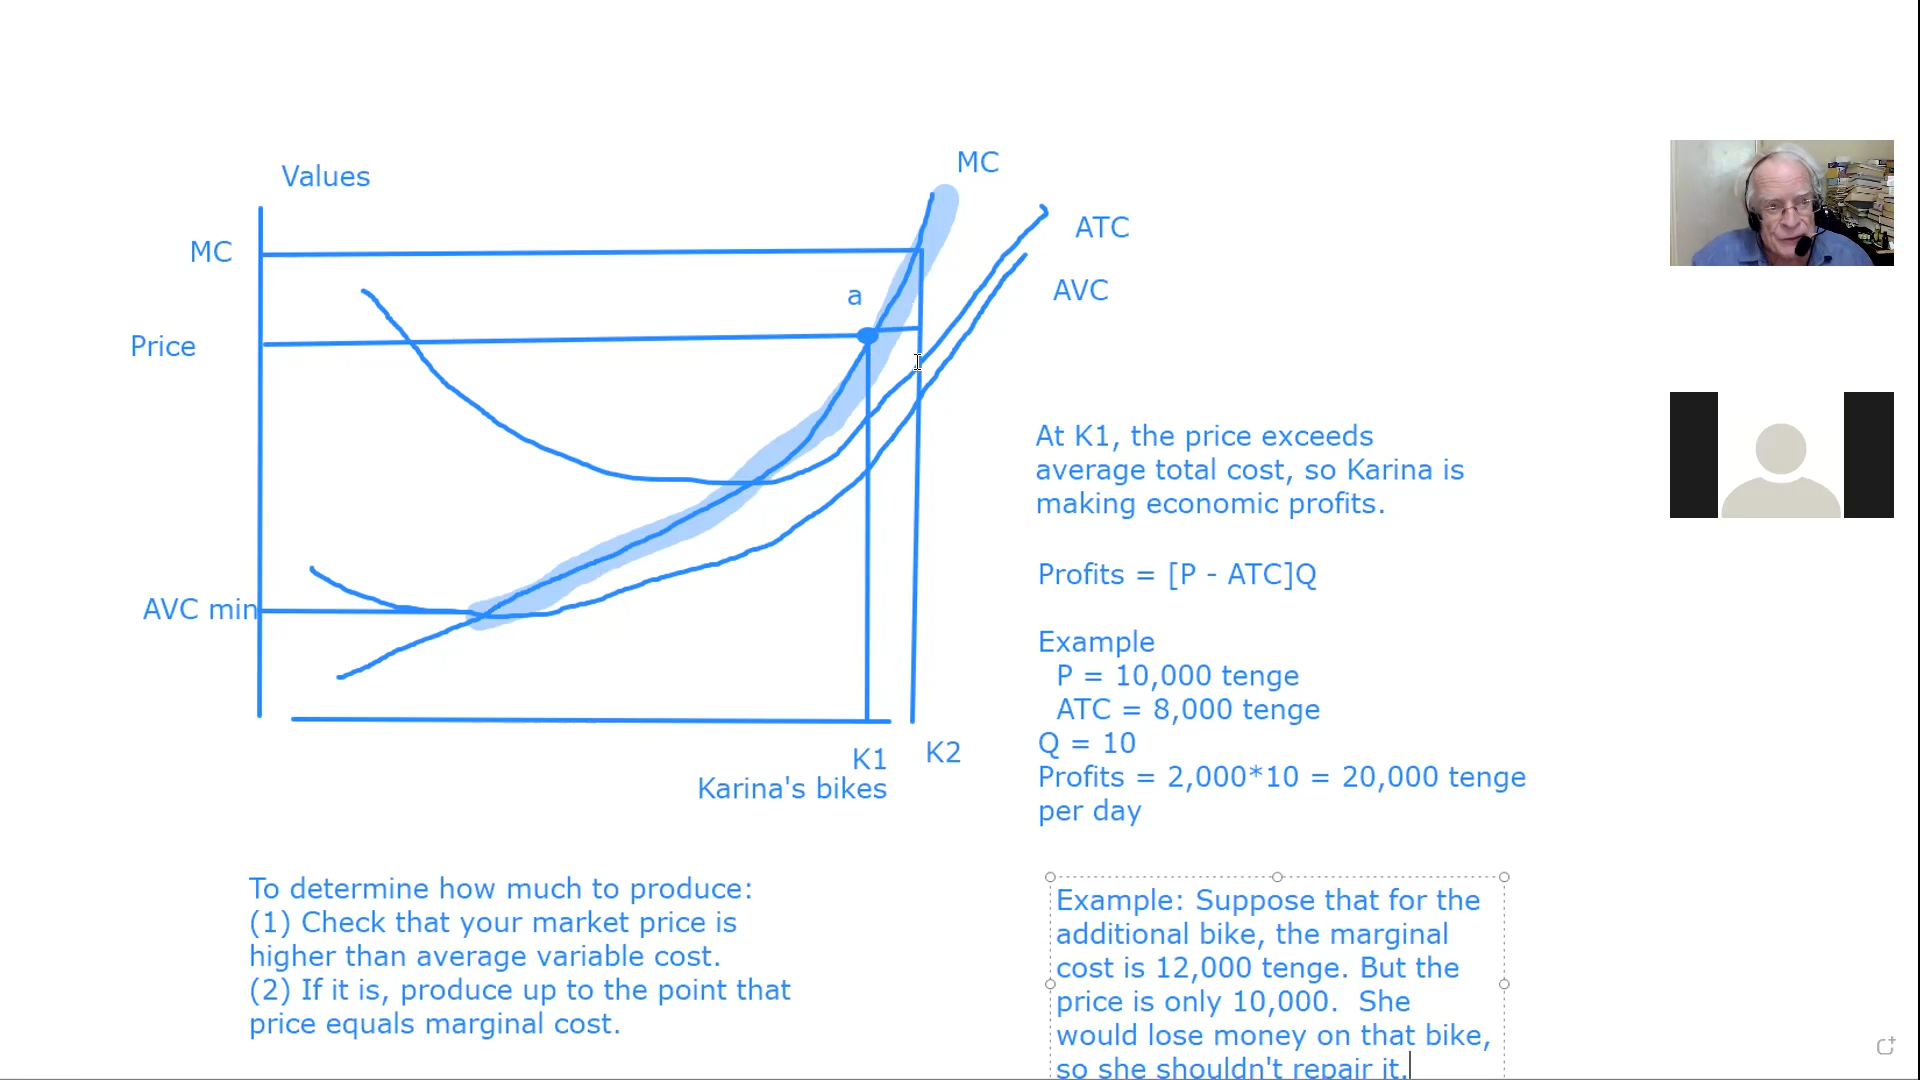 Values
MC
ATC
MC
AVC
a
Price
AVC min
K1
K2
Karina's bikes
At K1, the price exceeds
average total cost, so Karina is
making economic profits.
Profits = [P - ATC]Q
Example
P = 10,000 tenge
ATC = 8,000 tenge
Q = 10
Profits = 2,000*10 = 20,000 tenge
per day
To determine how much to produce:
(1) Check that your market price is
higher than average variable cost.
(2) If it is, produce up to the point that
price equals marginal cost.
Example: Suppose that for the
additional bike, the marginal
cost is 12,000 tenge. But the
price is only 10,000.  She
would lose money on that bike,
so she shouldn't repair it.